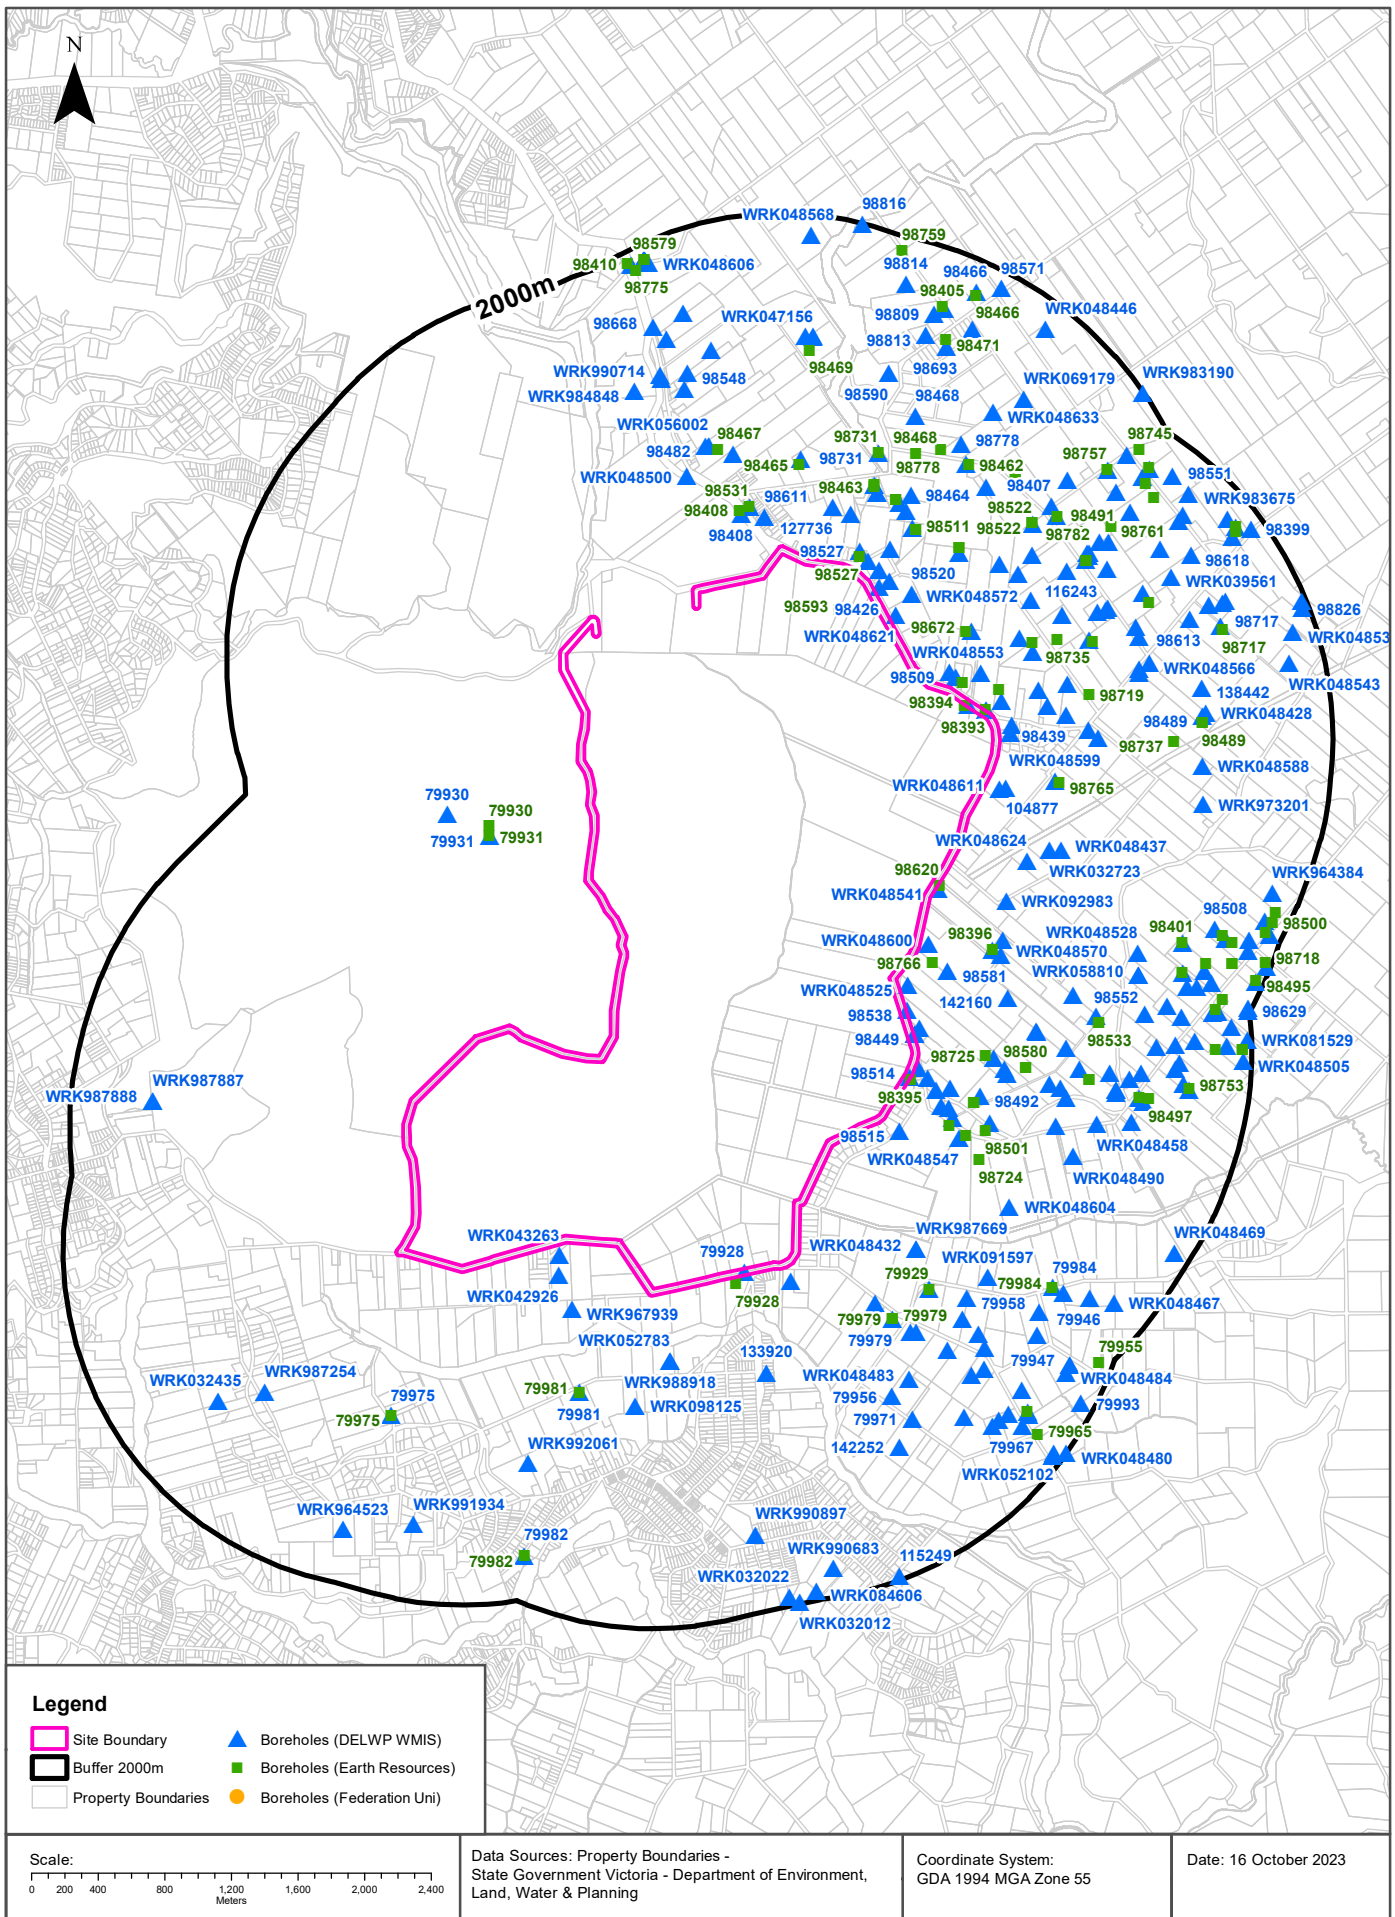 N
2000m
98816
WRK048568
98759
98579
98410
WRK048606
98775
98814
98466
98571
98405
98466
WRK048446
98668
WRK047156
98809
98813
98471
98469
98693
WRK990714
98548
WRK984848
98590
98468
WRK069179
WRK983190
WRK048633
WRK056002
98467
98482
98731
98468
98778
98745
98465
98731
98778
98462
98757
WRK048500
98551
98531
98611
98463
98464
98407
WRK983675
98408
98522
98491
98408
127736
98511
98522
98782
98761
98399
98527
98527
98520
98618
98593
98426
WRK048572
116243
WRK039561
98826
WRK048621
98672
98717
WRK04853
98613
98717
WRK048553
98735
WRK048566
98509
WRK048543
138442
98394
98719
98393
98489
WRK048428
98439
98737
98489
WRK048599
WRK048588
WRK048611
98765
104877
WRK973201
79930
79930
79931
79931
WRK048624
WRK048437
WRK032723
98620
WRK964384
WRK048541
WRK092983
98508
98401
98500
WRK048600
98396
WRK048528
WRK048570
98766
98581
WRK058810
98718
WRK048525
142160
98552
98495
98538
98629
98449
98533
WRK081529
98725
98580
WRK048505
98514
WRK987887
98395
98492
98753
WRK987888
98497
98515
98501
WRK048458
WRK048547
98724
WRK048490
WRK048604
WRK987669
WRK048469
WRK043263
79928
WRK048432
WRK091597
79984
79929
79984
WRK042926
79928
79958
WRK048467
WRK967939
79979
79979
79946
79979
WRK052783
79955
133920
79947
WRK987254
WRK048483
WRK048484
WRK032435
79975
79981
WRK988918
79956
79993
79975
79981
WRK098125
79971
79965
WRK992061
142252
79967
WRK048480
WRK052102
WRK964523
WRK991934
WRK990897
79982
79982
WRK990683
115249
WRK032022
WRK084606
WRK032012
Legend
Site Boundary
Buffer 2000m
Property Boundaries
Boreholes (DELWP WMIS)
Boreholes (Earth Resources)
Boreholes (Federation Uni)
Scale:
0 200 400 800 1,200 1,600 2,000 2,400
Meters
Data Sources: Property Boundaries -
State Government Victoria - Department of Environment,
Land, Water & Planning
Coordinate System:
GDA 1994 MGA Zone 55
Date: 16 October 2023